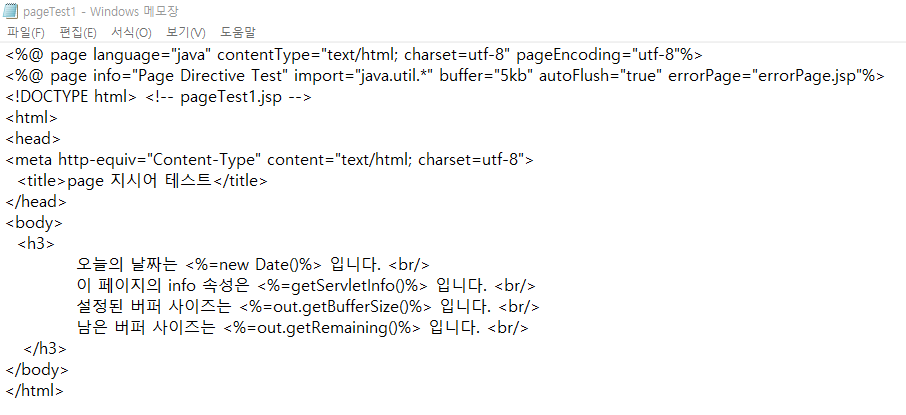 pageTest1 - Windows 메모장
파일(F) 편집(E) 서식(O) 보기(V) 도움말
<%@ page language="java" contentType="text/html; charset=utf-8" pageEncoding="utf-8"%>
<%@ page info="Page Directive Test" import="java.util.*" buffer="5kb" autoFlush="true" errorPage="errorPage.jsp"%>
<!DOCTYPE html> <!-- pageTest1.jsp -->
<html>
<head>
<meta http-equiv="Content-Type" content="text/html; charset=utf-8">
<title>page 지시어 테스트</title>
</head>
<body>
<h3>
오늘의 날짜는 <%=new Date()%> 입니다. <br/>
이 페이지의 info 속성은 <%=getServletInfo()%> 입니다. <br/>
설정된 버퍼 사이즈는 <%=out.getBufferSize()%> 입니다. <br/>
남은 버퍼 사이즈는 <%=out.getRemaining()%> 입니다. <br/>
</h3>
</body>
</html>